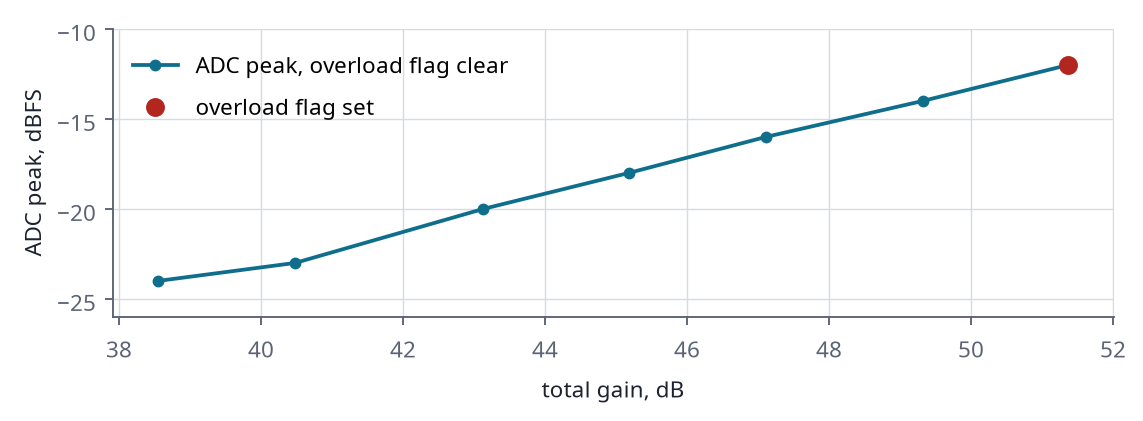 −10
−15
−20
−25
ADC peak, dBFS
ADC peak, overload flag clear
overload flag set
38 40 42 44 46 48 50 52
total gain, dB